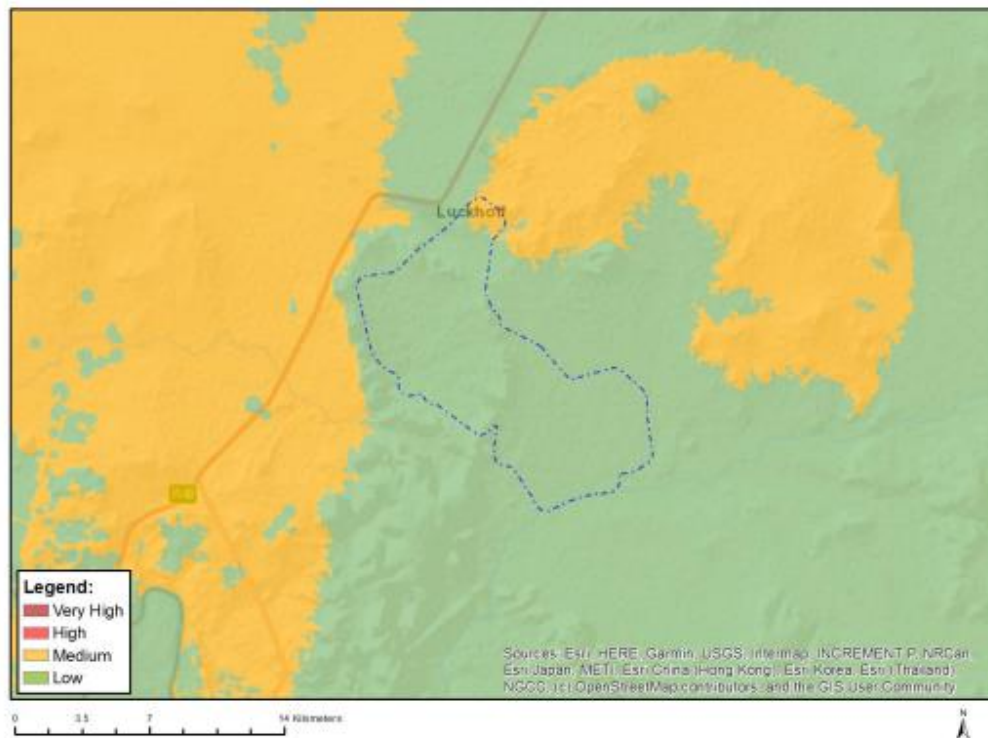 Luckhoff
Legend:
Very High
High
Medium
Low
Sources: Esri, HERE, Garmin, USGS, Intermap, INCREMENT P, NRCan,
Esri Japan, METI, Esri China (Hong Kong), Esri Korea, Esri (Thailand),
NGCC, (c) OpenStreetMap contributors, and the GIS User Community
0 3.5 7 14 Kilometers
N